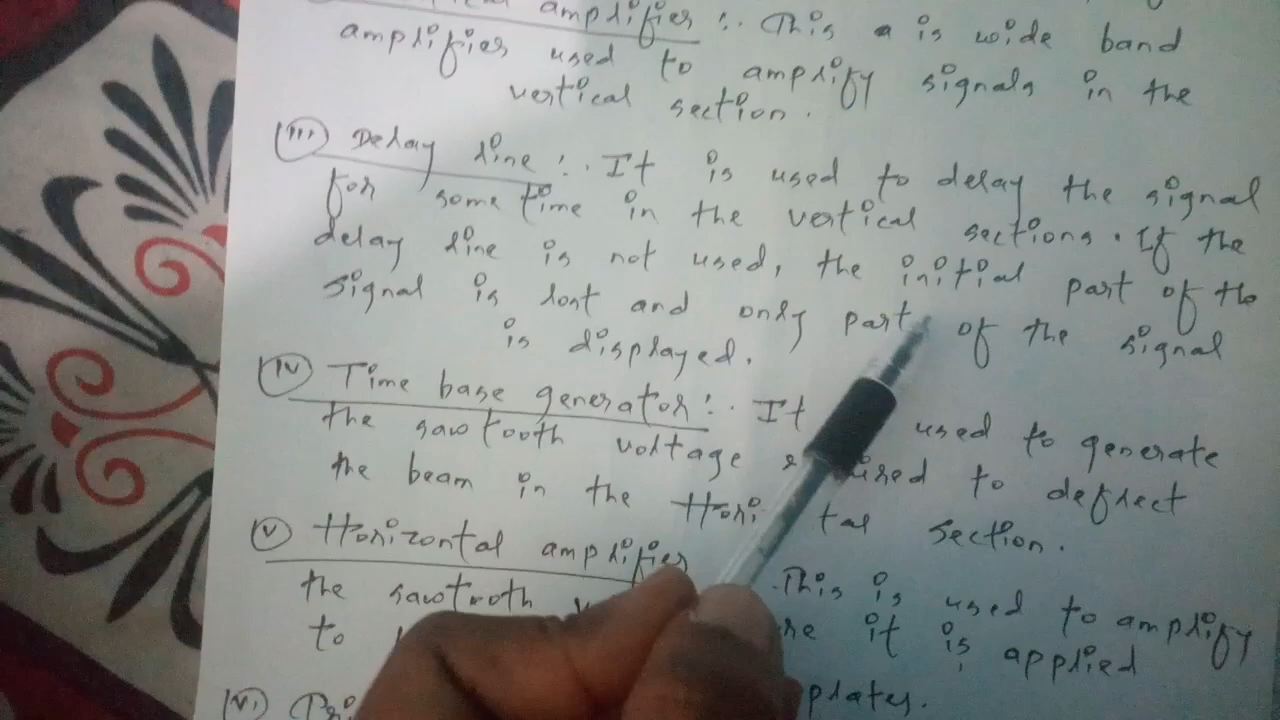 amplifier :. This a is wide band
amplifies used to amplify signals in the
vertical section.
(iii) Delay line :. It is used to delay the signal
for some time in the vertical sections. If the
delay line is not used, the initial part of the
signal is lost and only part of the signal
is displayed.
(iv) Time base generator :. It used to generate
the sawtooth voltage to deflect
the beam in the Hori tal section.
(v) Horizontal amplifier This is used to amplify
the sawtooth it is applied
to plates.
(vi)